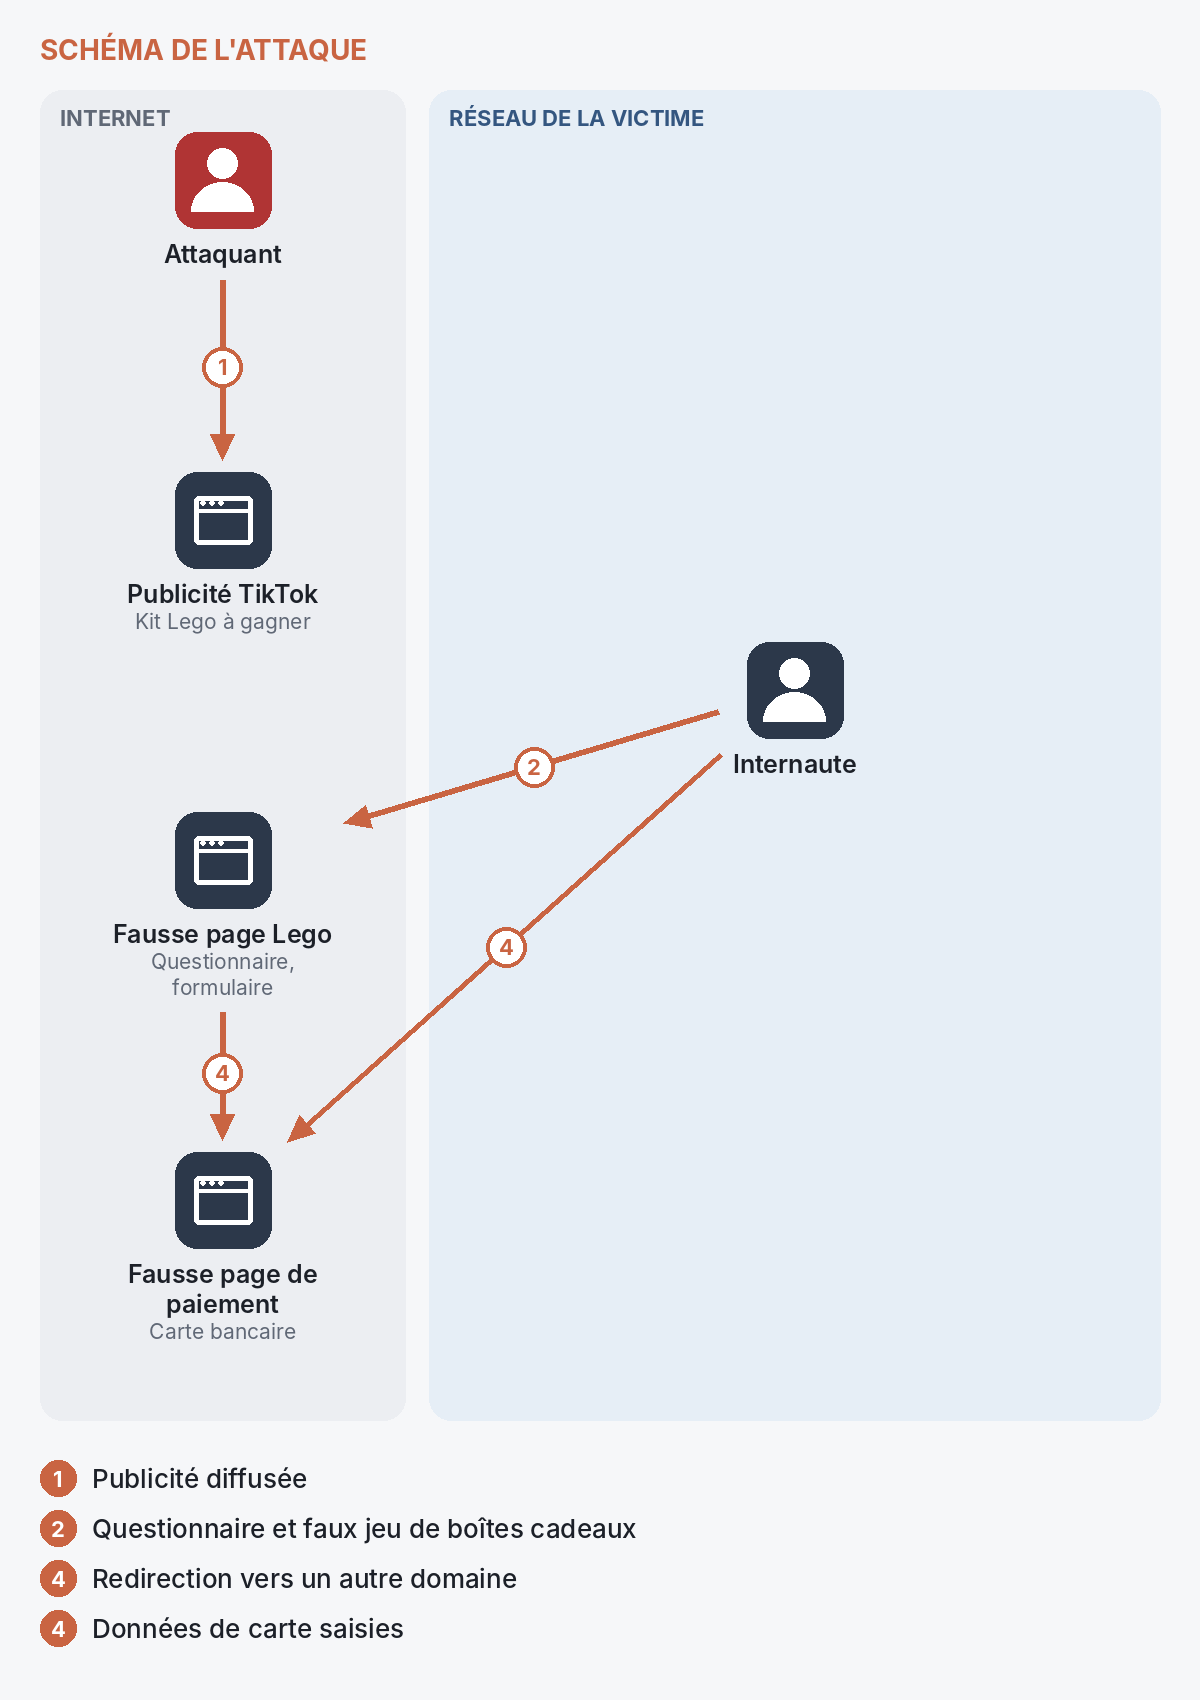 SCHÉMA DE L'ATTAQUE
INTERNET
RÉSEAU DE LA VICTIME
Attaquant
1
Publicité TikTok
Kit Lego à gagner
Internaute
2
Fausse page Lego
Questionnaire,
formulaire
4
4
Fausse page de
paiement
Carte bancaire
1 Publicité diffusée
2 Questionnaire et faux jeu de boîtes cadeaux
4 Redirection vers un autre domaine
4 Données de carte saisies